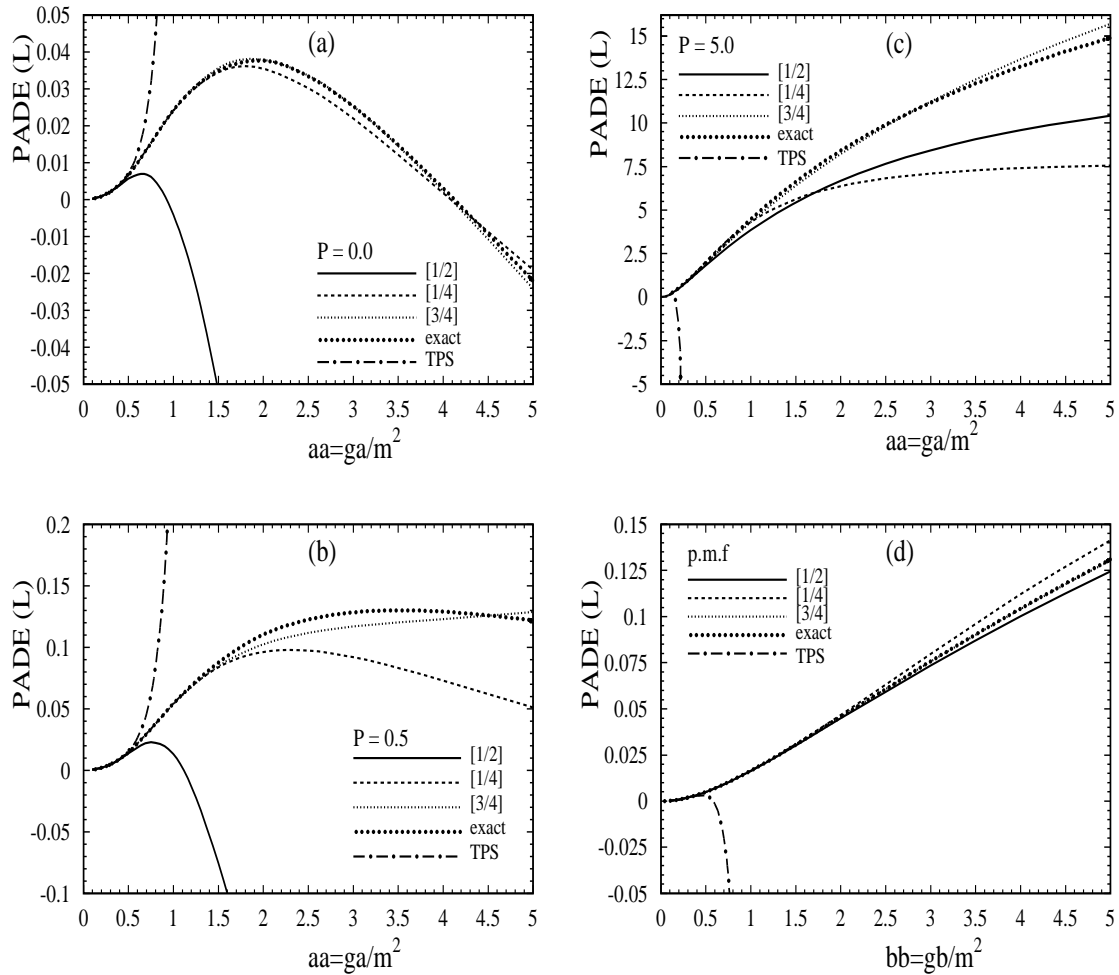 0.05
0.04
0.03
0.02
0.01
0
-0.01
-0.02
-0.03
-0.04
-0.05
PADE (L)
(a)
P = 0.0
[1/2]
[1/4]
[3/4]
exact
TPS
0 0.5 1 1.5 2 2.5 3 3.5 4 4.5 5
aa=ga/m²
15
12.5
10
7.5
5
2.5
0
-2.5
-5
PADE (L)
(c)
P = 5.0
[1/2]
[1/4]
[3/4]
exact
TPS
0 0.5 1 1.5 2 2.5 3 3.5 4 4.5 5
aa=ga/m²
0.2
0.15
0.1
0.05
0
-0.05
-0.1
PADE (L)
(b)
P = 0.5
[1/2]
[1/4]
[3/4]
exact
TPS
0 0.5 1 1.5 2 2.5 3 3.5 4 4.5 5
aa=ga/m²
0.15
0.125
0.1
0.075
0.05
0.025
0
-0.025
-0.05
PADE (L)
(d)
p.m.f
[1/2]
[1/4]
[3/4]
exact
TPS
0 0.5 1 1.5 2 2.5 3 3.5 4 4.5 5
bb=gb/m²